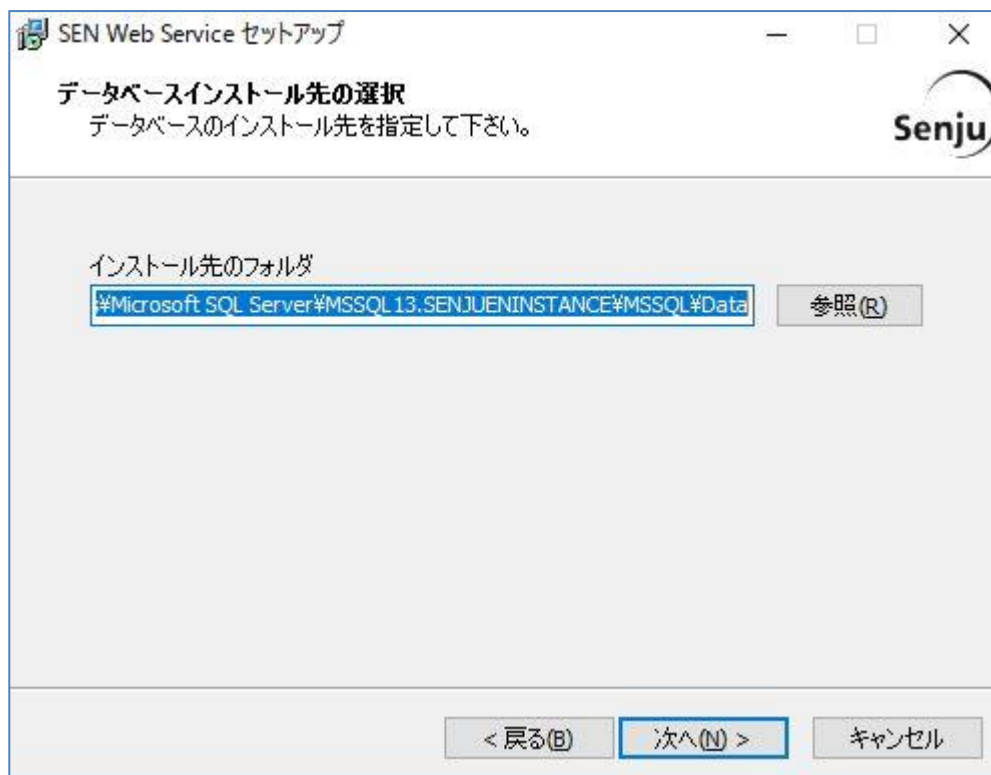 SEN Web Service セットアップ
データベースインストール先の選択
データベースのインストール先を指定して下さい。
Senju
インストール先のフォルダ
¥Microsoft SQL Server¥MSSQL13.SENJUENINSTANCE¥MSSQL¥Data
参照(R)
< 戻る(B)
次へ(N) >
キャンセル